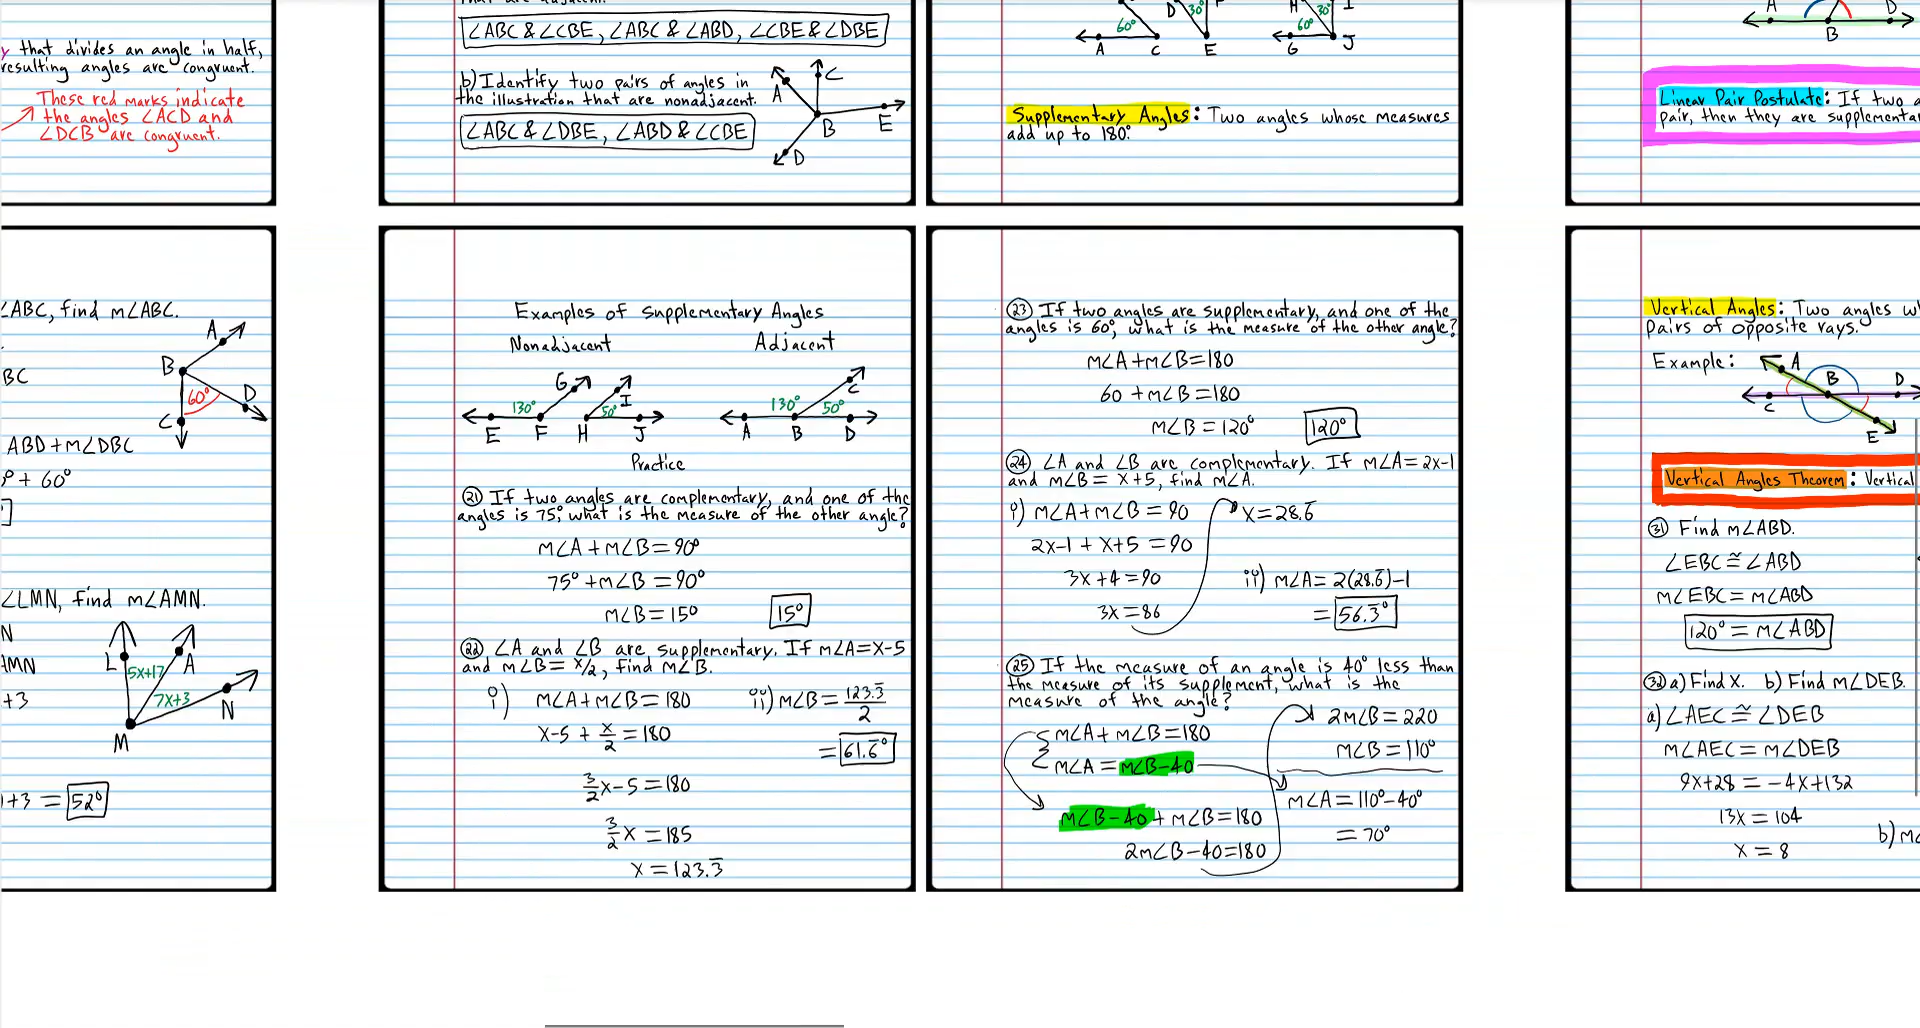 y that divides an angle in half,
resulting angles are congruent.
These red marks indicate
the angles ∠ACD and
∠DCB are congruent.
∠ABC & ∠CBE, ∠ABC & ∠ABD, ∠CBE & ∠DBE
b) Identify two pairs of angles in
the illustration that are nonadjacent.
∠ABC & ∠DBE, ∠ABD & ∠CBE
A
C
B
E
D
60°
D
30°
A
C
E
H
30°
I
60°
G
J
Supplementary Angles: Two angles whose measures
add up to 180°.
A
D
B
Linear Pair Postulate: If two a
pair, then they are supplementar
∠ABC, find m∠ABC.
BC
ABD + m∠DBC
° + 60°
A
B
60°
D
C
∠LMN, find m∠AMN.
N
AMN
+3
L
5x+17
A
7x+3
N
M
+3 = 52°
Examples of Supplementary Angles
Nonadjacent Adjacent
G
130°
E F
I
50°
H J
C
130° 50°
A B D
Practice
21 If two angles are complementary, and one of the
angles is 75°, what is the measure of the other angle?
m∠A + m∠B = 90°
75° + m∠B = 90°
m∠B = 15° 15°
22 ∠A and ∠B are supplementary. If m∠A = x-5
and m∠B = x/2, find m∠B.
i) m∠A + m∠B = 180
x-5 + x/2 = 180
3/2x - 5 = 180
3/2x = 185
x = 123.3̅
ii) m∠B = 123.3̅/2
= 61.6̅°
23 If two angles are supplementary, and one of the
angles is 60°, what is the measure of the other angle?
m∠A + m∠B = 180
60 + m∠B = 180
m∠B = 120° 120°
24 ∠A and ∠B are complementary. If m∠A = 2x-1
and m∠B = x+5, find m∠A.
i) m∠A + m∠B = 90
2x-1 + x+5 = 90
3x+4 = 90
3x = 86
x = 28.6̅
ii) m∠A = 2(28.6̅)-1
= 56.3̅°
25 If the measure of an angle is 40° less than
the measure of its supplement, what is the
measure of the angle?
m∠A + m∠B = 180
m∠A = m∠B-40
m∠B-40 + m∠B = 180
2m∠B-40 = 180
2m∠B = 220
m∠B = 110°
m∠A = 110°-40°
= 70°
Vertical Angles: Two angles wh
pairs of opposite rays.
Example:
A
B
D
C
E
Vertical Angles Theorem: Vertical
31 Find m∠ABD.
∠EBC ≅ ∠ABD
m∠EBC = m∠ABD
120° = m∠ABD
32 a) Find x. b) Find m∠DEB.
a) ∠AEC ≅ ∠DEB
m∠AEC = m∠DEB
9x+28 = -4x+132
13x = 104
x = 8
b) m∠